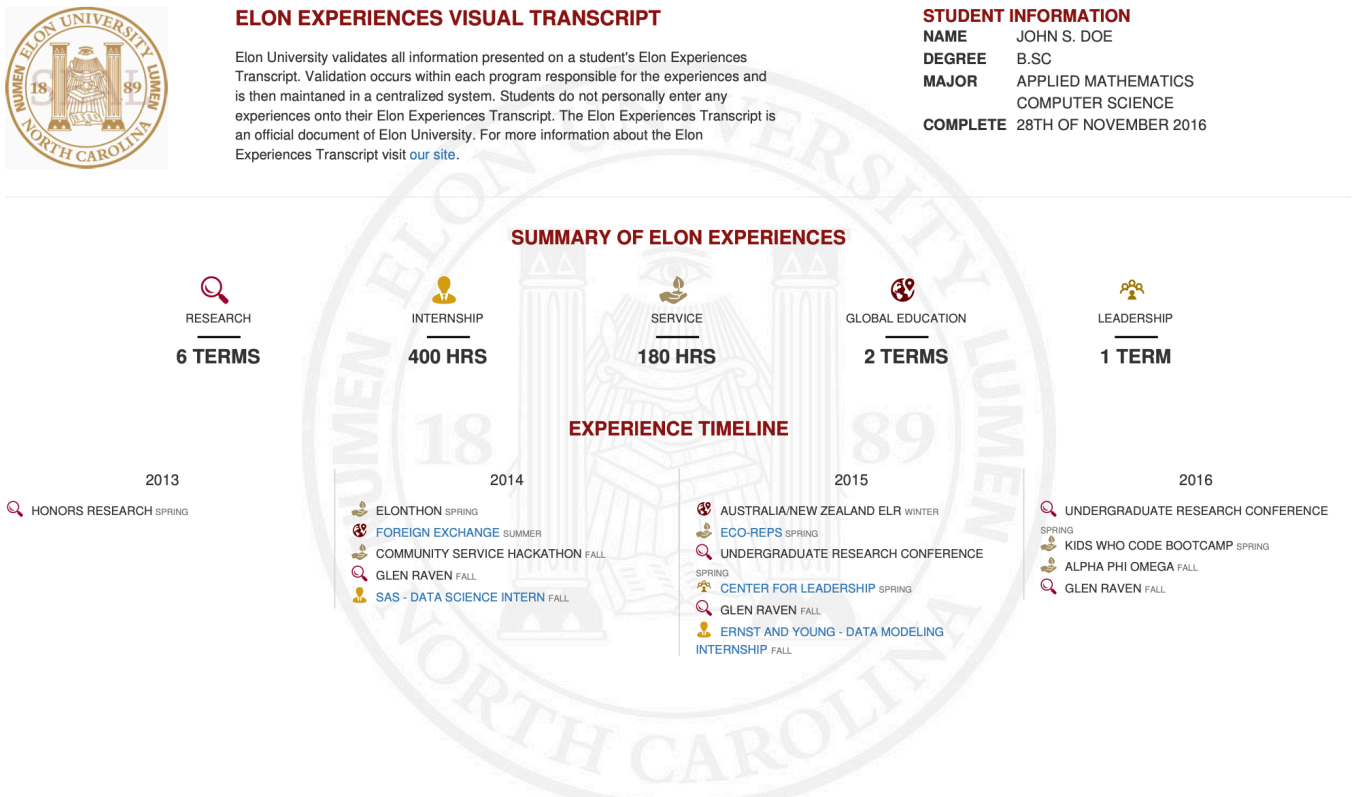 ELON UNIVERSITY
NUMEN LUMEN
18 89
NORTH CAROLINA
ELON EXPERIENCES VISUAL TRANSCRIPT
Elon University validates all information presented on a student's Elon Experiences
Transcript. Validation occurs within each program responsible for the experiences and
is then maintaned in a centralized system. Students do not personally enter any
experiences onto their Elon Experiences Transcript. The Elon Experiences Transcript is
an official document of Elon University. For more information about the Elon
Experiences Transcript visit our site.
STUDENT INFORMATION
NAME JOHN S. DOE
DEGREE B.SC
MAJOR APPLIED MATHEMATICS
COMPUTER SCIENCE
COMPLETE 28TH OF NOVEMBER 2016
SUMMARY OF ELON EXPERIENCES
RESEARCH
6 TERMS
INTERNSHIP
400 HRS
SERVICE
180 HRS
GLOBAL EDUCATION
2 TERMS
LEADERSHIP
1 TERM
EXPERIENCE TIMELINE
2013
HONORS RESEARCH SPRING
2014
ELONTHON SPRING
FOREIGN EXCHANGE SUMMER
COMMUNITY SERVICE HACKATHON FALL
GLEN RAVEN FALL
SAS - DATA SCIENCE INTERN FALL
2015
AUSTRALIA/NEW ZEALAND ELR WINTER
ECO-REPS SPRING
UNDERGRADUATE RESEARCH CONFERENCE
SPRING
CENTER FOR LEADERSHIP SPRING
GLEN RAVEN FALL
ERNST AND YOUNG - DATA MODELING
INTERNSHIP FALL
2016
UNDERGRADUATE RESEARCH CONFERENCE
SPRING
KIDS WHO CODE BOOTCAMP SPRING
ALPHA PHI OMEGA FALL
GLEN RAVEN FALL
ELON UNIVERSITY
NUMEN LUMEN
18 89
NORTH CAROLINA